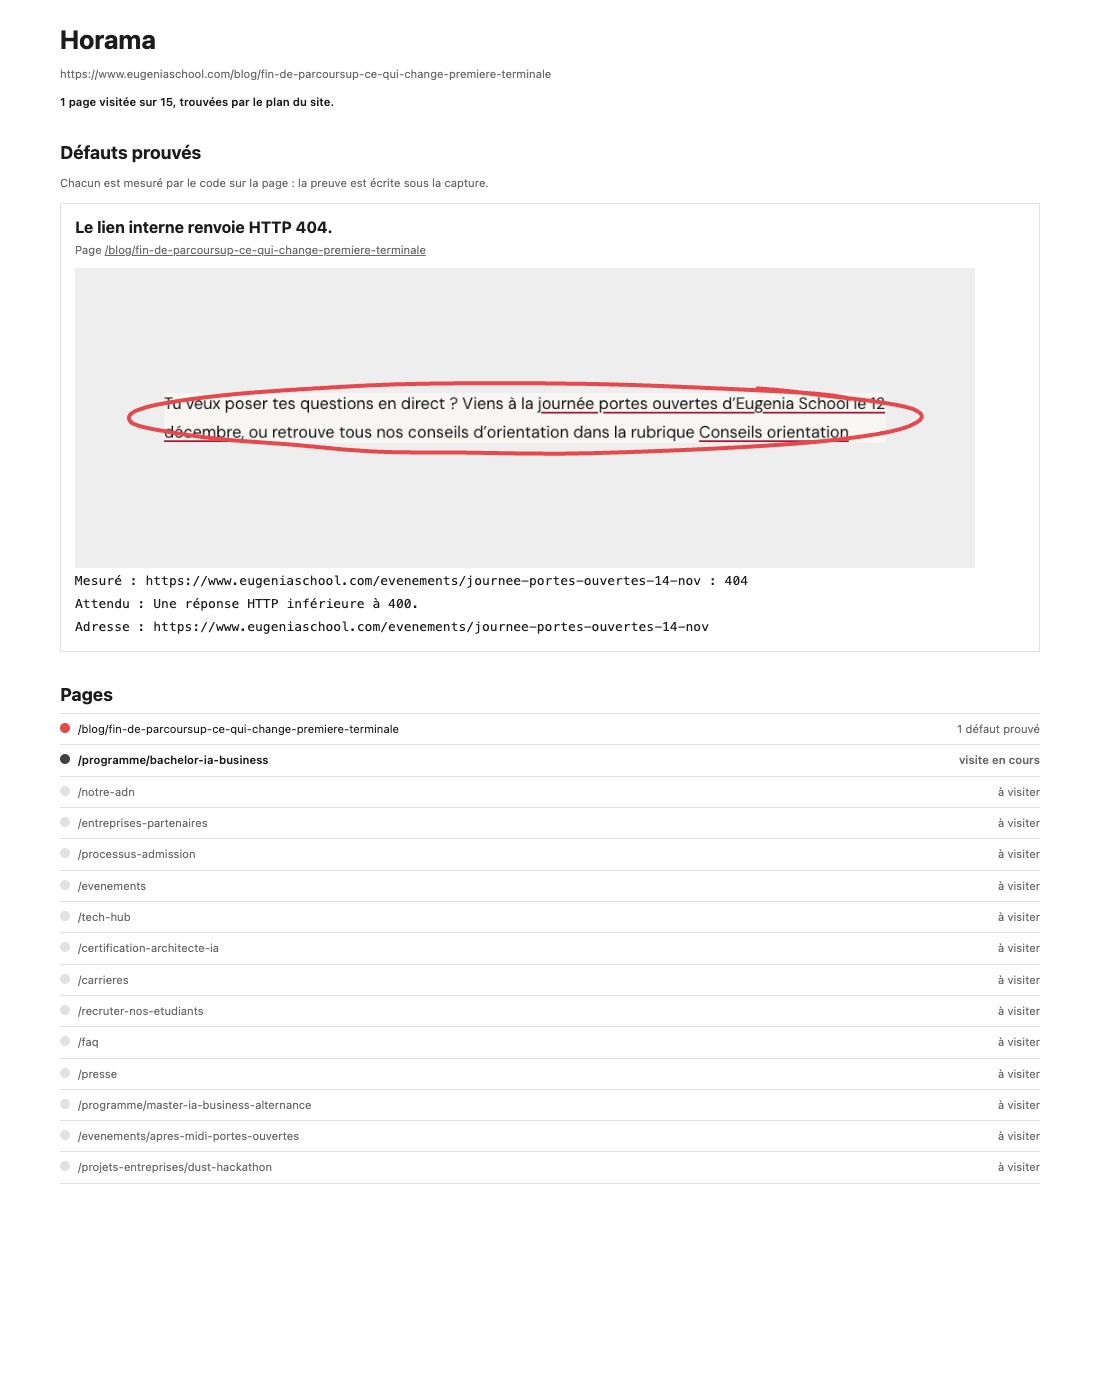 Horama
https://www.eugeniaschool.com/blog/fin-de-parcoursup-ce-qui-change-premiere-terminale
1 page visitée sur 15, trouvées par le plan du site.
Défauts prouvés
Chacun est mesuré par le code sur la page : la preuve est écrite sous la capture.
Le lien interne renvoie HTTP 404.
Page /blog/fin-de-parcoursup-ce-qui-change-premiere-terminale
Tu veux poser tes questions en direct ? Viens à la journée portes ouvertes d'Eugenia School le 12
décembre, ou retrouve tous nos conseils d'orientation dans la rubrique Conseils orientation
Mesuré : https://www.eugeniaschool.com/evenements/journee-portes-ouvertes-14-nov : 404
Attendu : Une réponse HTTP inférieure à 400.
Adresse : https://www.eugeniaschool.com/evenements/journee-portes-ouvertes-14-nov
Pages
/blog/fin-de-parcoursup-ce-qui-change-premiere-terminale 1 défaut prouvé
/programme/bachelor-ia-business visite en cours
/notre-adn à visiter
/entreprises-partenaires à visiter
/processus-admission à visiter
/evenements à visiter
/tech-hub à visiter
/certification-architecte-ia à visiter
/carrieres à visiter
/recruter-nos-etudiants à visiter
/faq à visiter
/presse à visiter
/programme/master-ia-business-alternance à visiter
/evenements/apres-midi-portes-ouvertes à visiter
/projets-entreprises/dust-hackathon à visiter